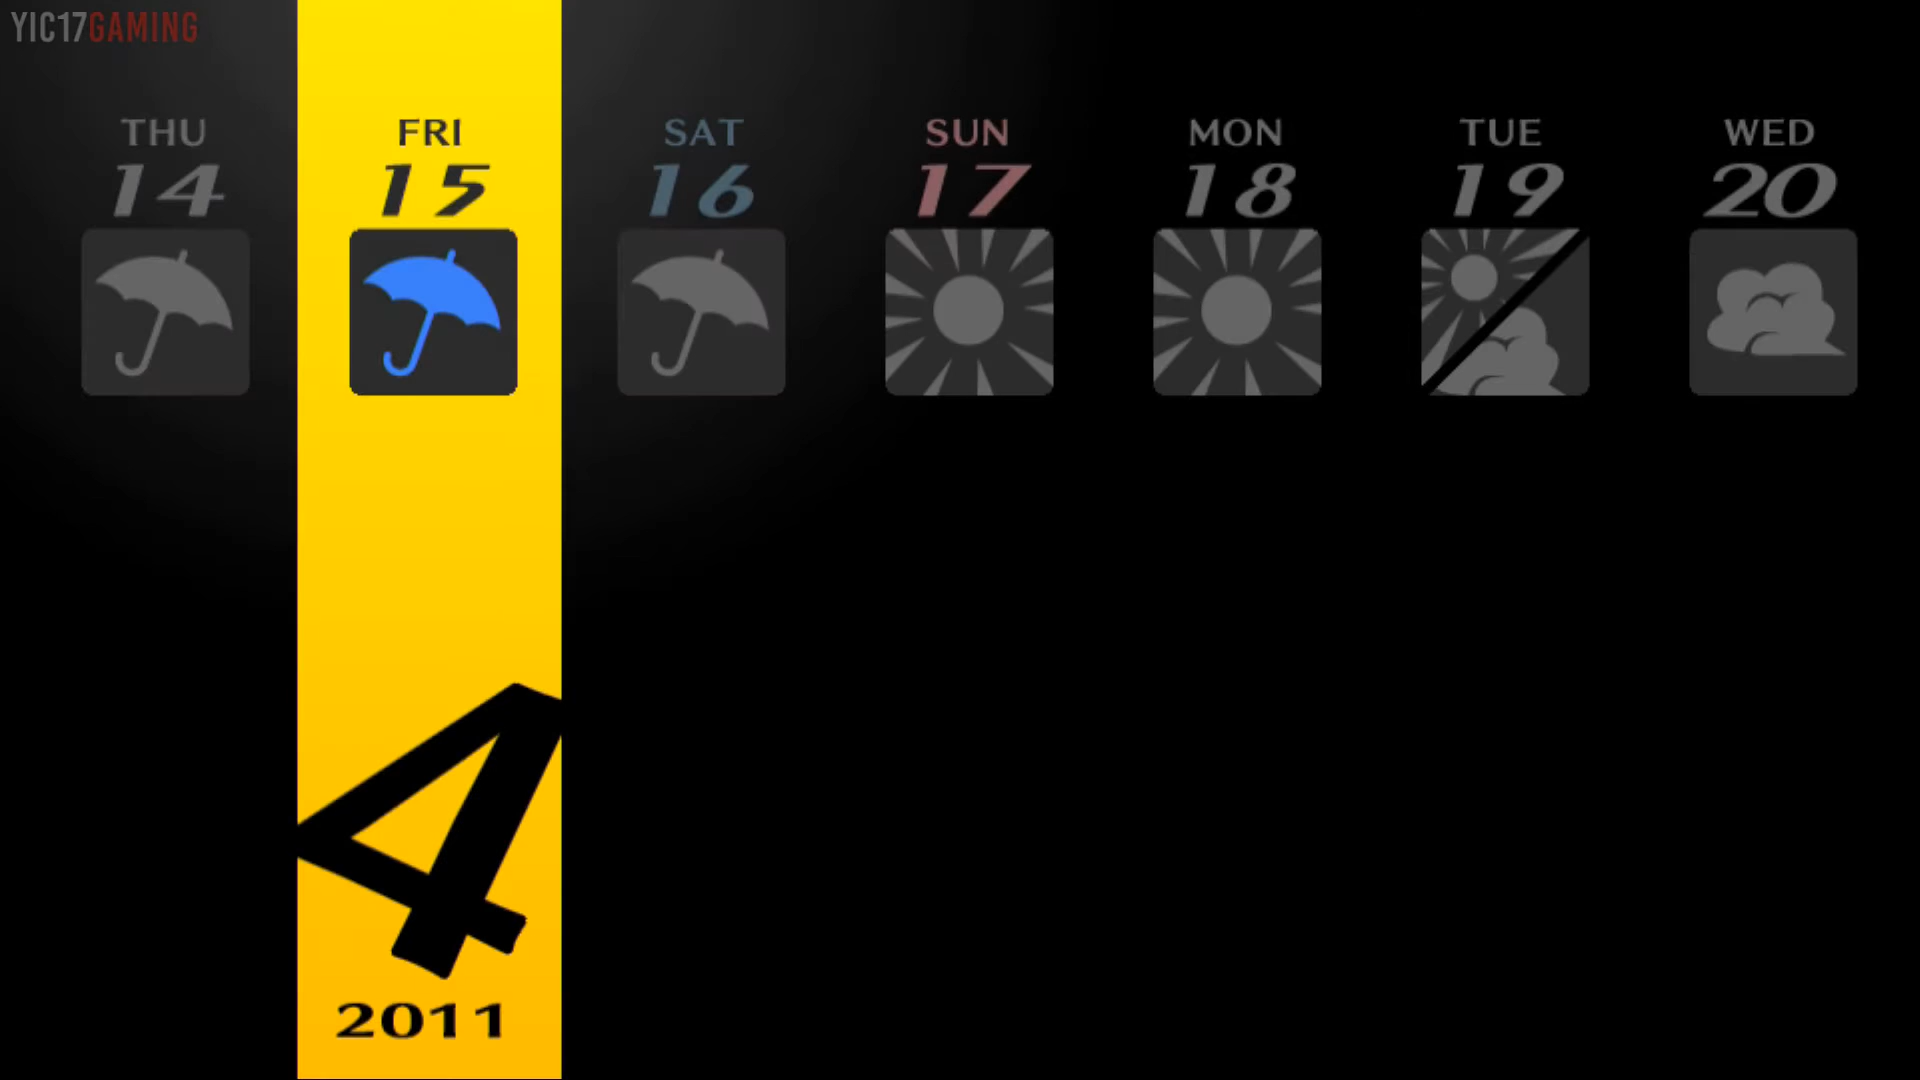 YIC17GAMING
THU FRI SAT SUN MON TUE WED
14 15 16 17 18 19 20
4
2011